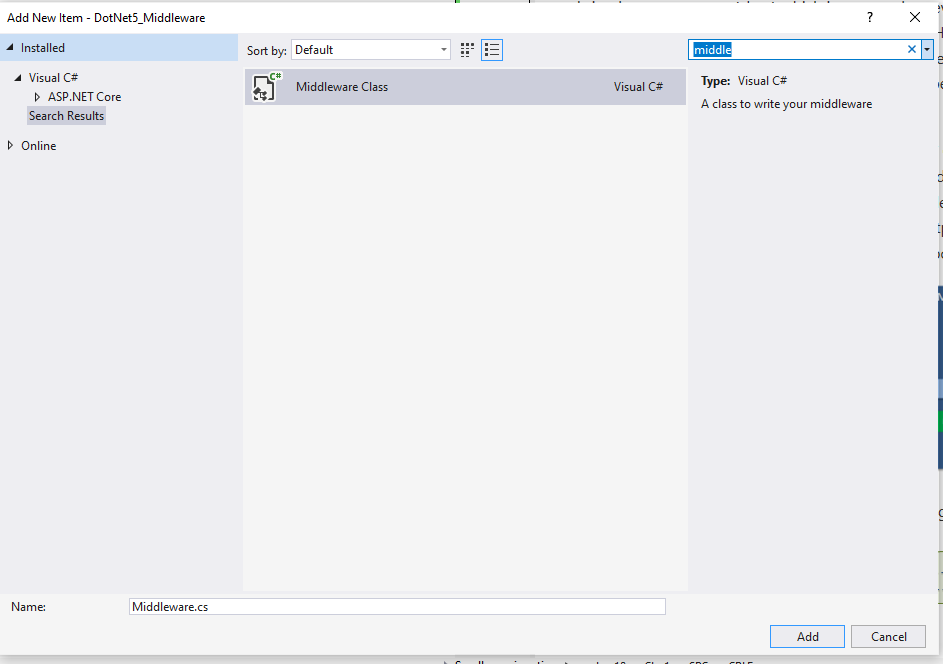 Add New Item - DotNet5_Middleware
?
Installed
Sort by: Default
middle
Visual C#
ASP.NET Core
Search Results
Online
C#
Middleware Class Visual C#
Type: Visual C#
A class to write your middleware
Name: Middleware.cs
Add Cancel